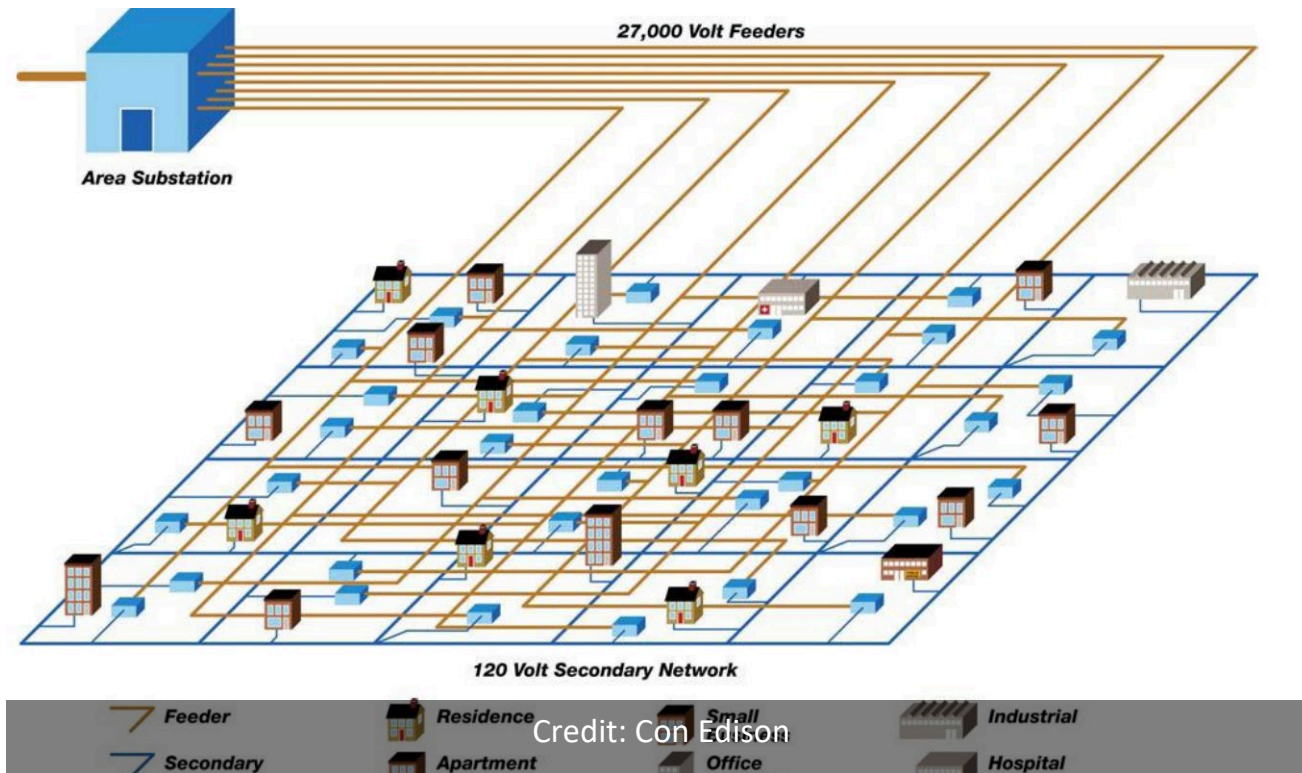 27,000 Volt Feeders
Area Substation
120 Volt Secondary Network
Feeder
Residence
Small
Industrial
Credit: Con Edison
Secondary
Apartment
Office
Hospital